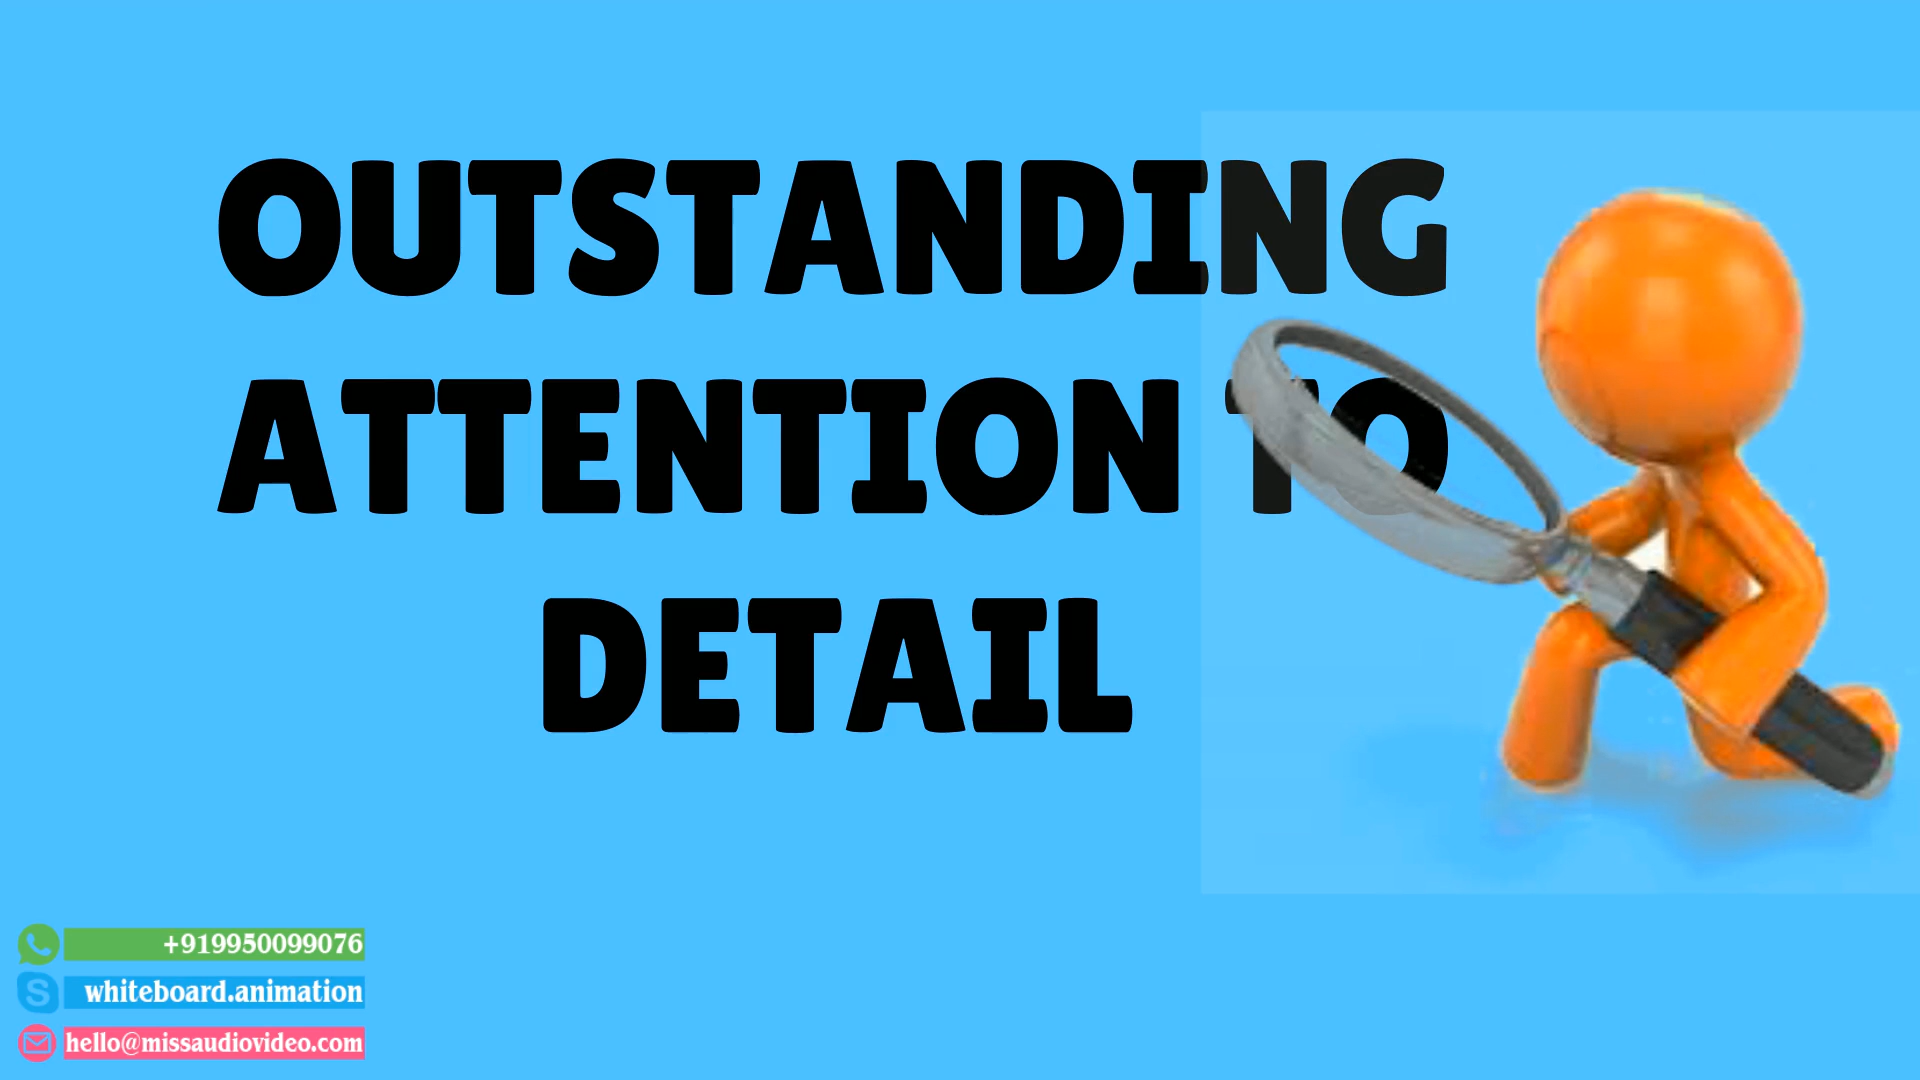 OUTSTANDING
ATTENTION TO
DETAIL
+919950099076
whiteboard.animation
hello@missaudiovideo.com